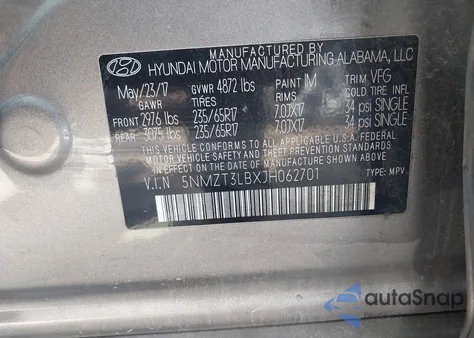 MANUFACTURED BY
HYUNDAI MOTOR MANUFACTURING ALABAMA, LLC
May/23/17 GVWR 4872 lbs PAINT IM TRIM VFG
GAWR TIRES RIMS COLD TIRE INFL
FRONT 2976 lbs 235/65R17 7.0JX17 34 psi SINGLE
REAR 3075 lbs 235/65R17 7.0JX17 34 psi SINGLE
THIS VEHICLE CONFORMS TO ALL APPLICABLE U.S.A FEDERAL
MOTOR VEHICLE SAFETY, BUMPER, AND THEFT PREVENTION
STANDARDS IN EFFECT ON THE DATE OF MANUFACTURE SHOWN ABOVE.
V.I.N 5NMZT3LBXJH062701 TYPE: MPV
autoSnap